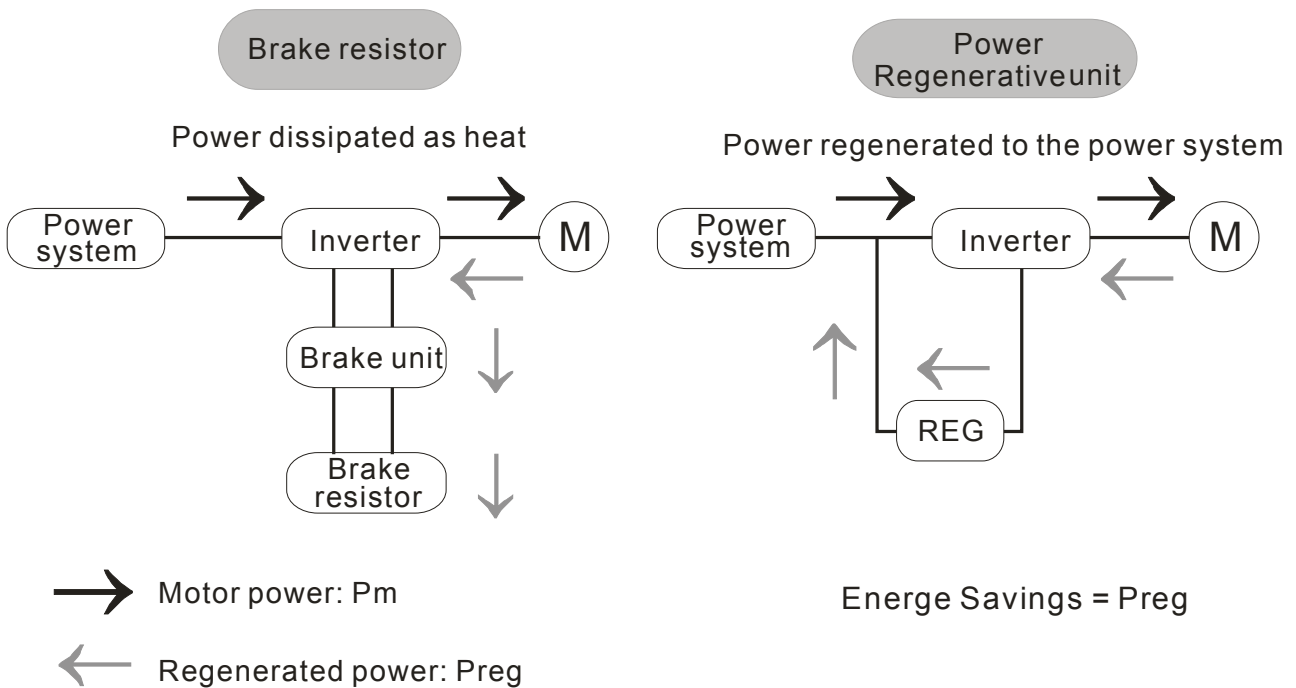 Brake resistor
Power dissipated as heat
Power
system
Inverter
M
Brake unit
Brake
resistor
Power
Regenerativeunit
Power regenerated to the power system
Power
system
Inverter
M
REG
Motor power: Pm
Regenerated power: Preg
Energe Savings = Preg